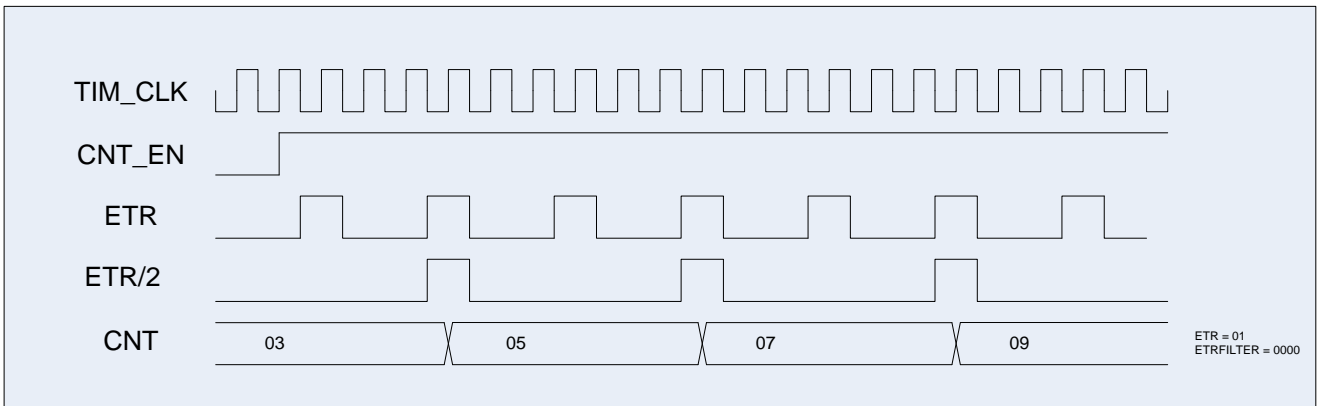 TIM_CLK
CNT_EN
ETR
ETR/2
CNT
03
05
07
09
ETR = 01
ETRFILTER = 0000